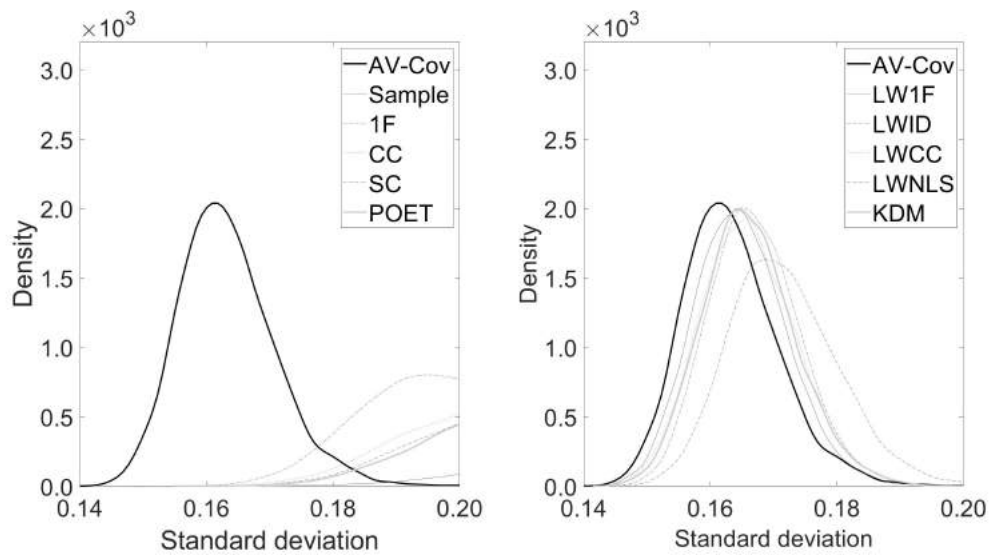 ×10³
3.0
2.5
2.0
1.5
1.0
0.5
0.0
Density
AV-Cov
Sample
1F
CC
SC
POET
0.14
0.16
0.18
0.20
Standard deviation
×10³
3.0
2.5
2.0
1.5
1.0
0.5
0.0
Density
AV-Cov
LW1F
LWID
LWCC
LWNLS
KDM
0.14
0.16
0.18
0.20
Standard deviation